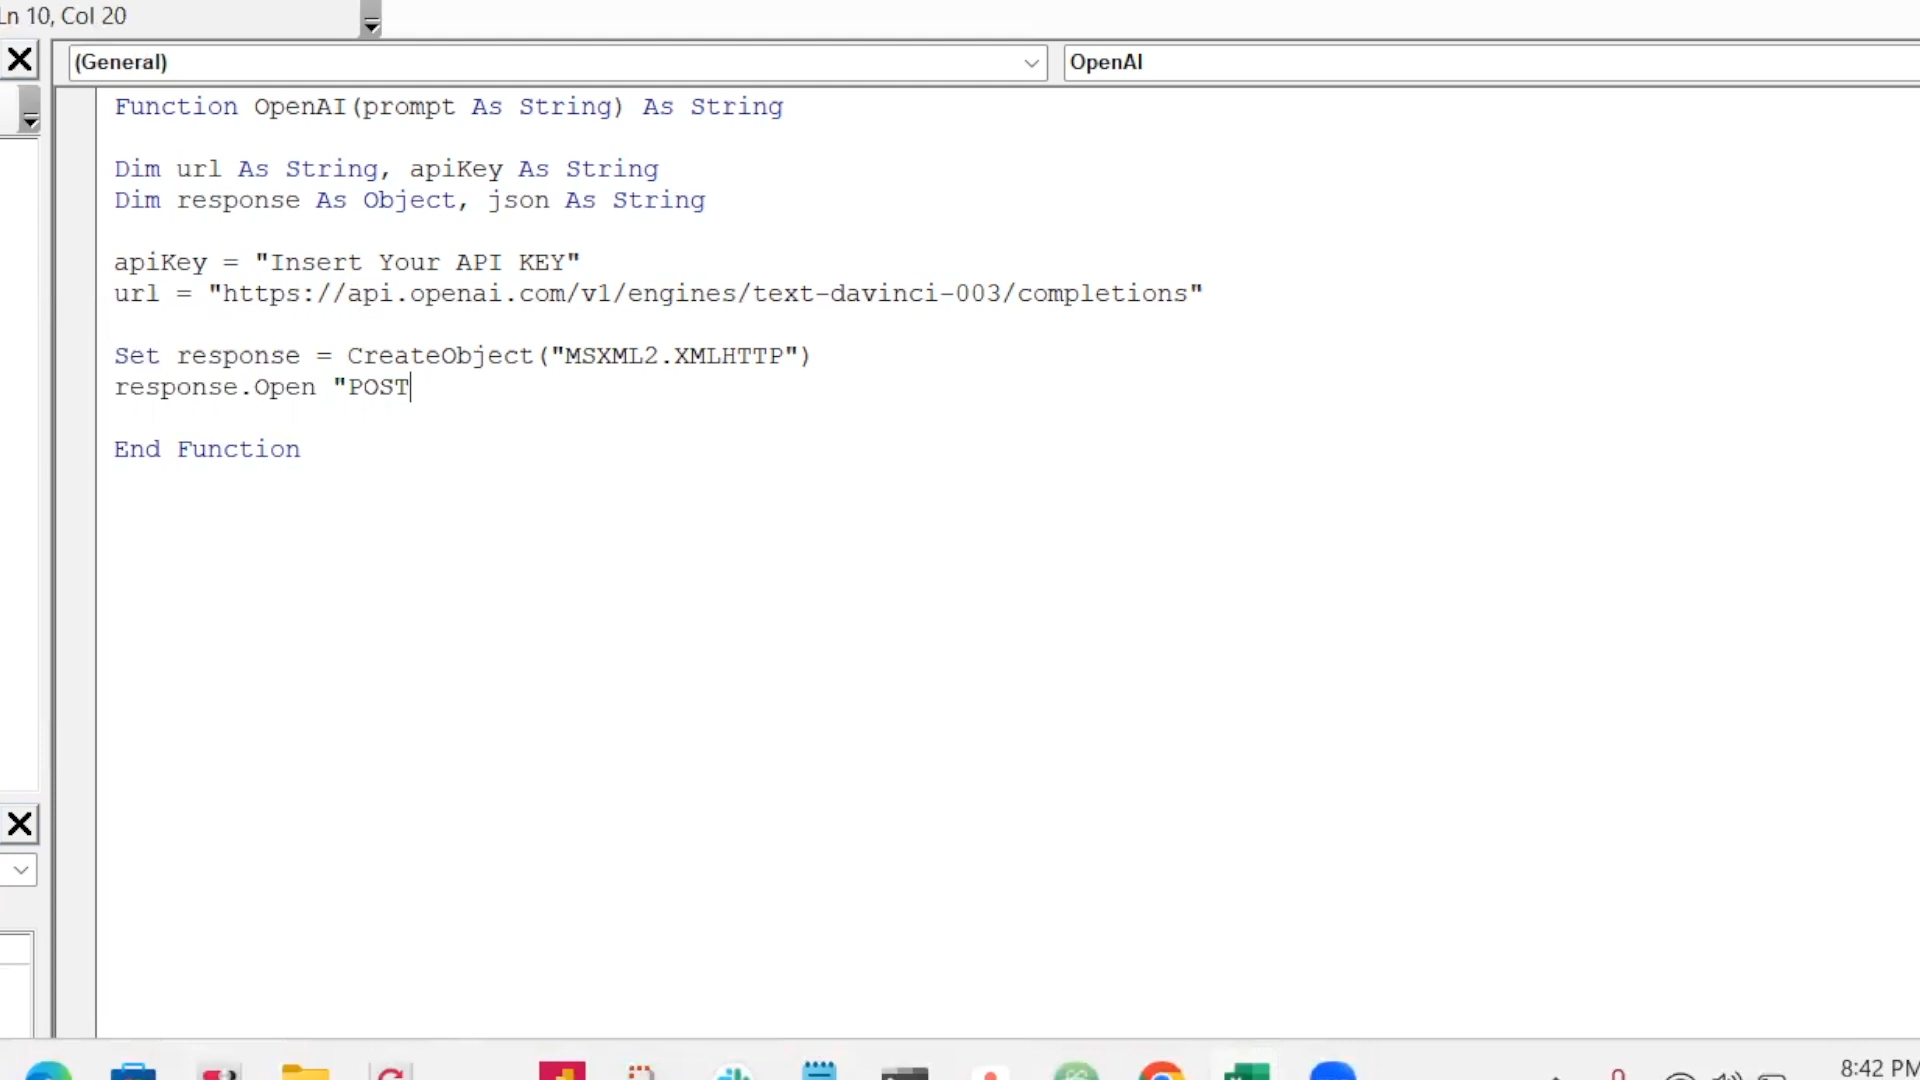 Ln 10, Col 20
(General)
OpenAI
Function OpenAI(prompt As String) As String
Dim url As String, apiKey As String
Dim response As Object, json As String
apiKey = "Insert Your API KEY"
url = "https://api.openai.com/v1/engines/text-davinci-003/completions"
Set response = CreateObject("MSXML2.XMLHTTP")
response.Open "POST
End Function
8:42 PM